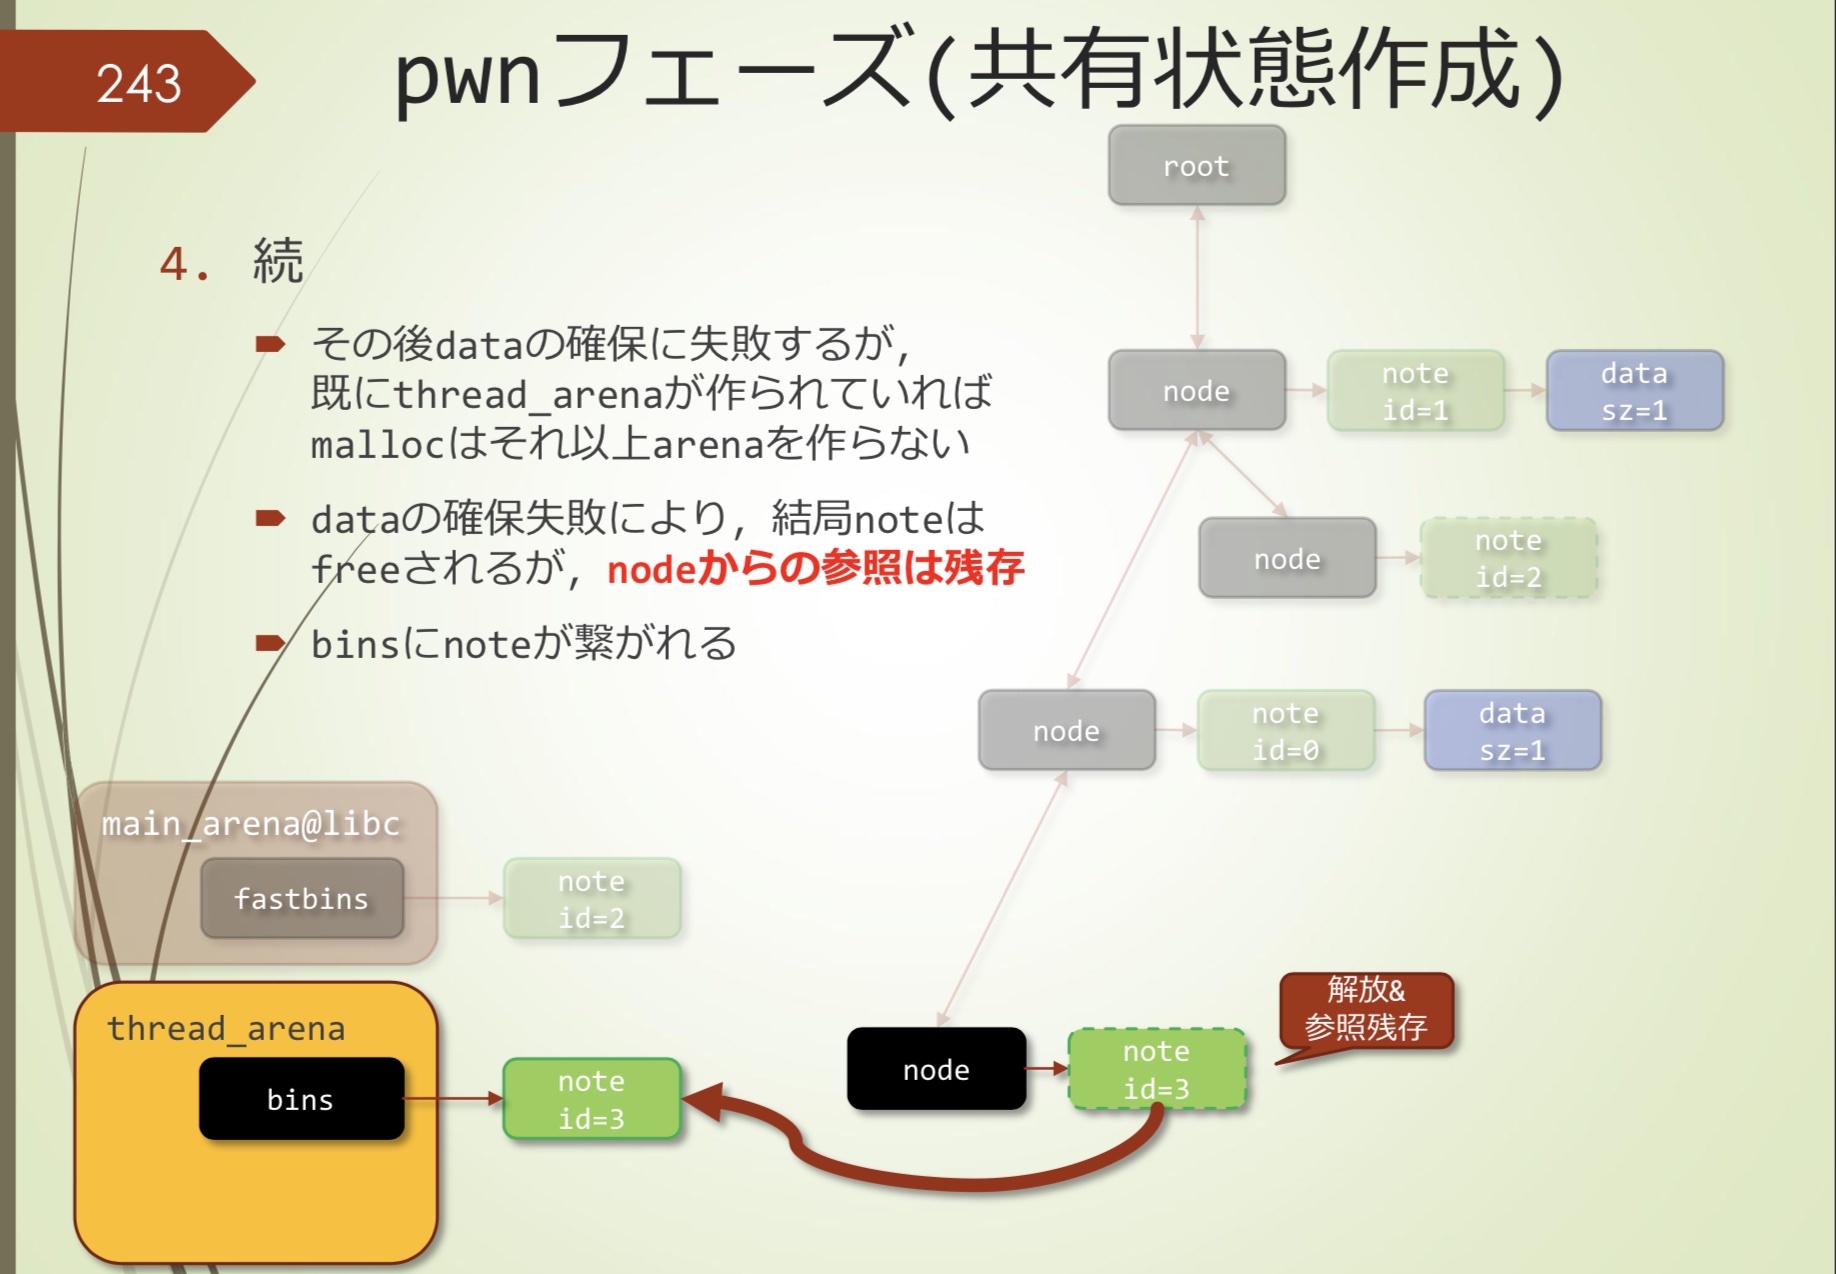 243
pwnフェーズ(共有状態作成)
4. 続
その後dataの確保に失敗するが,
既にthread_arenaが作られていれば
mallocはそれ以上arenaを作らない
dataの確保失敗により, 結局noteは
freeされるが, nodeからの参照は残存
binsにnoteが繋がれる
root
node
note
id=1
data
sz=1
node
note
id=2
node
note
id=0
data
sz=1
main_arena@libc
fastbins
note
id=2
thread_arena
bins
note
id=3
node
note
id=3
解放&
参照残存